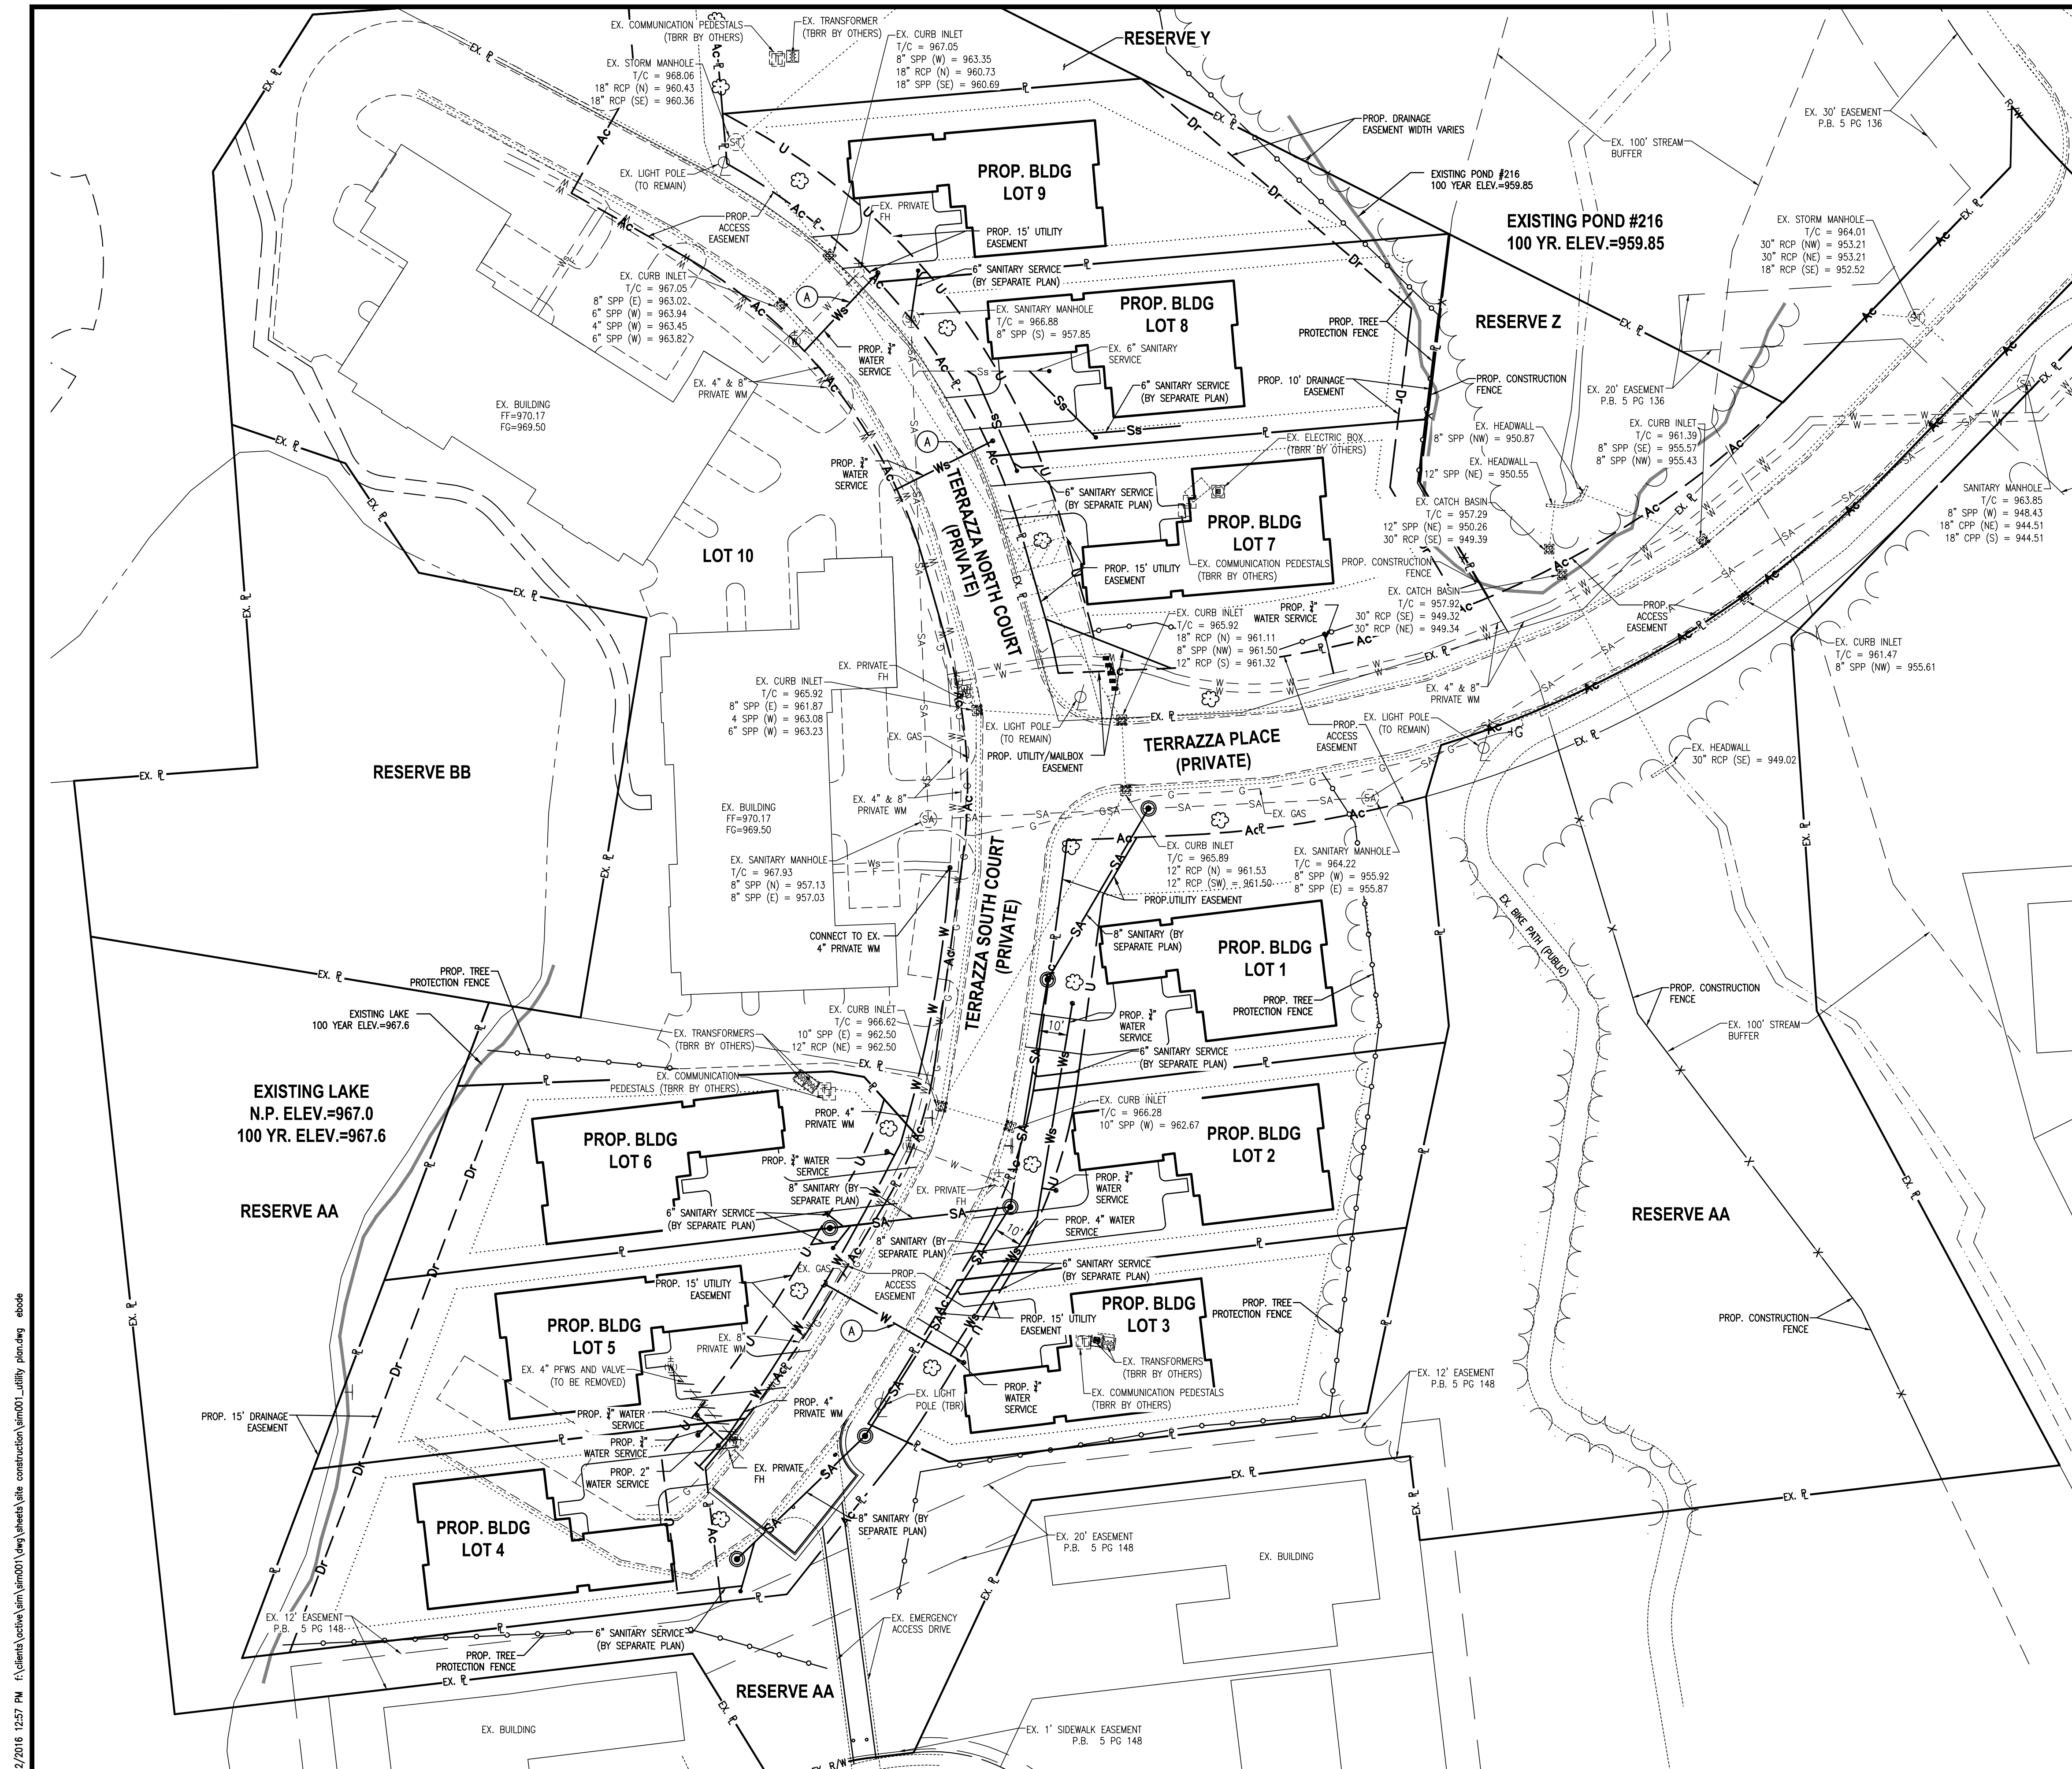 EX. COMMUNICATION PEDESTALS
(TBRR BY OTHERS)
EX. TRANSFORMER
(TBRR BY OTHERS)
EX. CURB INLET
T/C = 967.05
8" SPP (W) = 963.35
18" RCP (N) = 960.73
18" SPP (SE) = 960.69
RESERVE Y
EX. STORM MANHOLE
T/C = 968.06
18" RCP (N) = 960.43
18" RCP (SE) = 960.36
EX. LIGHT POLE
(TO REMAIN)
PROP.
ACCESS
EASEMENT
EX. CURB INLET
T/C = 967.05
8" SPP (E) = 963.02
6" SPP (W) = 963.94
4" SPP (W) = 963.45
6" SPP (W) = 963.82
PROP. BLDG
LOT 9
EX. PRIVATE
FH
PROP. 15' UTILITY
EASEMENT
6" SANITARY SERVICE
(BY SEPARATE PLAN)
PROP. DRAINAGE
EASEMENT WIDTH VARIES
EXISTING POND #216
100 YEAR ELEV.=959.85
EXISTING POND #216
100 YR. ELEV.=959.85
EX. 100' STREAM
BUFFER
EX. 30' EASEMENT
P.B. 5 PG 136
EX. STORM MANHOLE
T/C = 964.01
30" RCP (NW) = 953.21
30" RCP (NE) = 953.21
18" RCP (SE) = 952.52
PROP. BLDG
LOT 8
EX. SANITARY MANHOLE
T/C = 966.88
8" SPP (S) = 957.85
EX. 6" SANITARY
SERVICE
6" SANITARY SERVICE
(BY SEPARATE PLAN)
A
PROP. ¾"
WATER
SERVICE
EX. 4" & 8"
PRIVATE WM
EX. BUILDING
FF=970.17
FG=969.50
PROP. TREE
PROTECTION FENCE
RESERVE Z
PROP. 10' DRAINAGE
EASEMENT
PROP. CONSTRUCTION
FENCE
EX. 20' EASEMENT
P.B. 5 PG 136
EX. HEADWALL
8" SPP (NW) = 950.87
EX. HEADWALL
12" SPP (NE) = 950.55
EX. CURB INLET
T/C = 961.39
8" SPP (SE) = 955.57
8" SPP (NW) = 955.43
EX. ELECTRIC BOX
(TBRR BY OTHERS)
A
PROP. ¾"
WATER
SERVICE
6" SANITARY SERVICE
(BY SEPARATE PLAN)
TERRAZZA NORTH COURT
(PRIVATE)
PROP. BLDG
LOT 7
EX. COMMUNICATION PEDESTALS
(TBRR BY OTHERS)
PROP. 15' UTILITY
EASEMENT
EX. CATCH BASIN
T/C = 957.29
12" SPP (NE) = 950.26
30" RCP (SE) = 949.39
PROP. CONSTRUCTION
FENCE
EX. CATCH BASIN
T/C = 957.92
30" RCP (SE) = 949.32
30" RCP (NE) = 949.34
SANITARY MANHOLE
T/C = 963.85
8" SPP (W) = 948.43
18" CPP (NE) = 944.51
18" CPP (S) = 944.51
LOT 10
EX. CURB INLET
T/C = 965.92
18" RCP (N) = 961.11
8" SPP (NW) = 961.50
12" RCP (S) = 961.32
PROP. ¾"
WATER SERVICE
PROP.
ACCESS
EASEMENT
EX. CURB INLET
T/C = 961.47
8" SPP (NW) = 955.61
EX. PRIVATE
FH
EX. CURB INLET
T/C = 965.92
8" SPP (E) = 961.87
4 SPP (W) = 963.08
6" SPP (W) = 963.23
EX. GAS
EX. LIGHT POLE
(TO REMAIN)
PROP. UTILITY/MAILBOX
EASEMENT
TERRAZZA PLACE
(PRIVATE)
PROP.
ACCESS
EASEMENT
EX. LIGHT POLE
(TO REMAIN)
EX. 4" & 8"
PRIVATE WM
EX. HEADWALL
30" RCP (SE) = 949.02
RESERVE BB
EX. BUILDING
FF=970.17
FG=969.50
EX. 4" & 8"
PRIVATE WM
EX. GAS
EX. SANITARY MANHOLE
T/C = 967.93
8" SPP (N) = 957.13
8" SPP (E) = 957.03
EX. CURB INLET
T/C = 965.89
12" RCP (N) = 961.53
12" RCP (SW) = 961.50
EX. SANITARY MANHOLE
T/C = 964.22
8" SPP (W) = 955.92
8" SPP (E) = 955.87
PROP.UTILITY EASEMENT
CONNECT TO EX.
4" PRIVATE WM
TERRAZZA SOUTH COURT
(PRIVATE)
8" SANITARY (BY
SEPARATE PLAN)
PROP. BLDG
LOT 1
EX. BIKE PATH (PUBLIC)
PROP. TREE
PROTECTION FENCE
PROP. TREE
PROTECTION FENCE
PROP. CONSTRUCTION
FENCE
EX. 100' STREAM
BUFFER
EXISTING LAKE
100 YEAR ELEV.=967.6
EX. TRANSFORMERS
(TBRR BY OTHERS)
EX. CURB INLET
T/C = 966.62
10" SPP (E) = 962.50
12" RCP (NE) = 962.50
10'
PROP. ¾"
WATER
SERVICE
6" SANITARY SERVICE
(BY SEPARATE PLAN)
EXISTING LAKE
N.P. ELEV.=967.0
100 YR. ELEV.=967.6
EX. COMMUNICATION
PEDESTALS (TBRR BY OTHERS)
PROP. 4"
PRIVATE WM
EX. CURB INLET
T/C = 966.28
10" SPP (W) = 962.67
PROP. BLDG
LOT 2
PROP. BLDG
LOT 6
PROP. ¾" WATER
SERVICE
8" SANITARY (BY
SEPARATE PLAN)
6" SANITARY SERVICE
(BY SEPARATE PLAN)
EX. PRIVATE
FH
PROP. ¾"
WATER
SERVICE
PROP. 4" WATER
SERVICE
10'
RESERVE AA
RESERVE AA
8" SANITARY (BY
SEPARATE PLAN)
EX. GAS
PROP.
ACCESS
EASEMENT
6" SANITARY SERVICE
(BY SEPARATE PLAN)
PROP. 15' UTILITY
EASEMENT
PROP. BLDG
LOT 5
PROP. 15' UTILITY
EASEMENT
PROP. BLDG
LOT 3
PROP. TREE
PROTECTION FENCE
PROP. CONSTRUCTION
FENCE
EX. 8"
PRIVATE WM
A
EX. 4" PFWS AND VALVE
(TO BE REMOVED)
EX. TRANSFORMERS
(TBRR BY OTHERS)
EX. COMMUNICATION PEDESTALS
(TBRR BY OTHERS)
EX. 12' EASEMENT
P.B. 5 PG 148
PROP. 15' DRAINAGE
EASEMENT
PROP. ¾" WATER
SERVICE
PROP. 4"
PRIVATE WM
EX. LIGHT
POLE (TBR)
PROP. ¾"
WATER
SERVICE
PROP. ¾"
WATER SERVICE
PROP. 2"
WATER SERVICE
EX. PRIVATE
FH
PROP. BLDG
LOT 4
8" SANITARY (BY
SEPARATE PLAN)
EX. 20' EASEMENT
P.B. 5 PG 148
EX. BUILDING
EX. 12' EASEMENT
P.B. 5 PG 148
6" SANITARY SERVICE
(BY SEPARATE PLAN)
PROP. TREE
PROTECTION FENCE
EX. EMERGENCY
ACCESS DRIVE
RESERVE AA
EX. BUILDING
EX. 1' SIDEWALK EASEMENT
P.B. 5 PG 148
EX. R/W
2/2016 12:57 PM f:\clients\active\sim\sim001\dwg\sheets\site construction\sim001_utility plan.dwg ebode